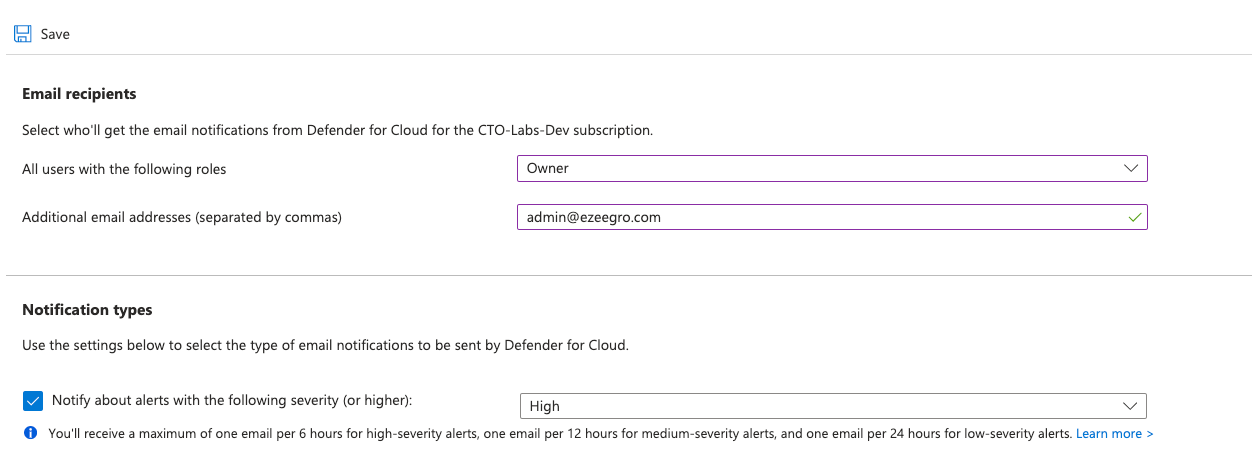 Save
Email recipients
Select who'll get the email notifications from Defender for Cloud for the CTO-Labs-Dev subscription.
All users with the following roles
Owner
Additional email addresses (separated by commas)
admin@ezeegro.com
Notification types
Use the settings below to select the type of email notifications to be sent by Defender for Cloud.
Notify about alerts with the following severity (or higher):
High
You'll receive a maximum of one email per 6 hours for high-severity alerts, one email per 12 hours for medium-severity alerts, and one email per 24 hours for low-severity alerts. Learn more >